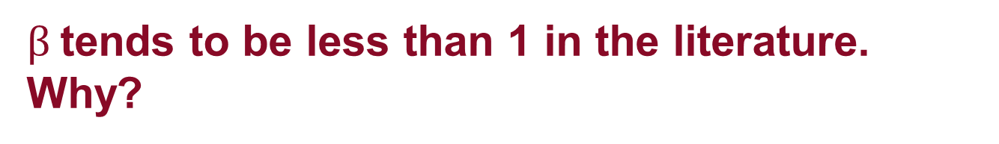 β tends to be less than 1 in the literature.
Why?